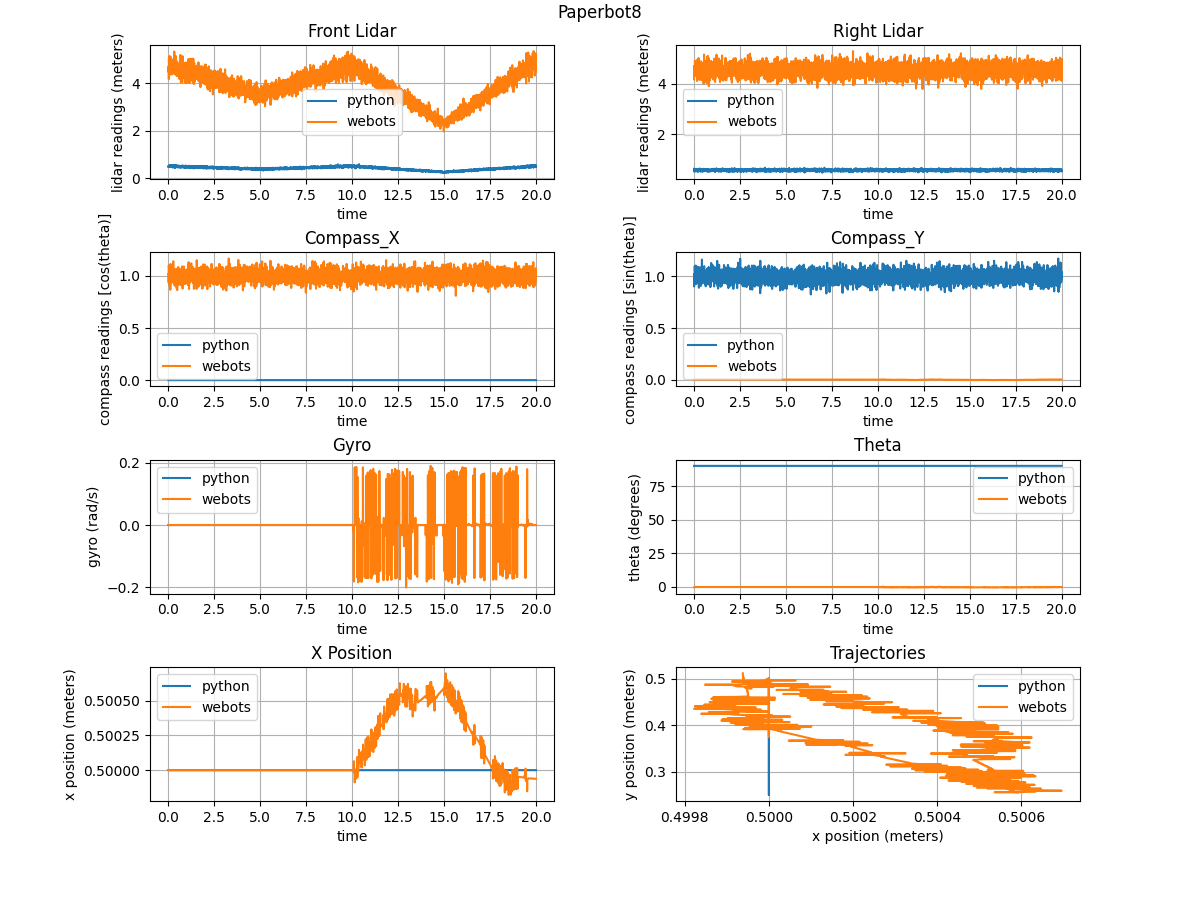 Paperbot8
Front Lidar
lidar readings (meters)
4
2
0
python
webots
0.0 2.5 5.0 7.5 10.0 12.5 15.0 17.5 20.0
time
Right Lidar
lidar readings (meters)
4
2
python
webots
0.0 2.5 5.0 7.5 10.0 12.5 15.0 17.5 20.0
time
Compass_X
compass readings [cos(theta)]
1.0
0.5
0.0
python
webots
0.0 2.5 5.0 7.5 10.0 12.5 15.0 17.5 20.0
time
Compass_Y
compass readings [sin(theta)]
1.0
0.5
0.0
python
webots
0.0 2.5 5.0 7.5 10.0 12.5 15.0 17.5 20.0
time
Gyro
gyro (rad/s)
0.2
0.0
−0.2
python
webots
0.0 2.5 5.0 7.5 10.0 12.5 15.0 17.5 20.0
time
Theta
theta (degrees)
75
50
25
0
python
webots
0.0 2.5 5.0 7.5 10.0 12.5 15.0 17.5 20.0
time
X Position
x position (meters)
0.50050
0.50025
0.50000
python
webots
0.0 2.5 5.0 7.5 10.0 12.5 15.0 17.5 20.0
time
Trajectories
y position (meters)
0.5
0.4
0.3
python
webots
0.4998 0.5000 0.5002 0.5004 0.5006
x position (meters)